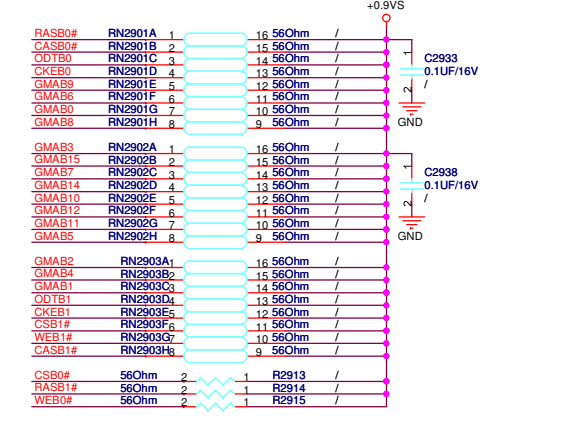 +0.9VS
RASB0# RN2901A 1 16 56Ohm /
CASB0# RN2901B 2 15 56Ohm /
ODTB0 RN2901C 3 14 56Ohm /
CKEB0 RN2901D 4 13 56Ohm /
GMAB9 RN2901E 5 12 56Ohm /
GMAB6 RN2901F 6 11 56Ohm /
GMAB0 RN2901G 7 10 56Ohm /
GMAB8 RN2901H 8 9 56Ohm /
1 C2933
0.1UF/16V
2 /
GND
GMAB3 RN2902A 1 16 56Ohm /
GMAB15 RN2902B 2 15 56Ohm /
GMAB7 RN2902C 3 14 56Ohm /
GMAB14 RN2902D 4 13 56Ohm /
GMAB10 RN2902E 5 12 56Ohm /
GMAB12 RN2902F 6 11 56Ohm /
GMAB11 RN2902G 7 10 56Ohm /
GMAB5 RN2902H 8 9 56Ohm /
1 C2938
0.1UF/16V
2 /
GND
GMAB2 RN2903A 1 16 56Ohm /
GMAB4 RN2903B 2 15 56Ohm /
GMAB1 RN2903C 3 14 56Ohm /
ODTB1 RN2903D 4 13 56Ohm /
CKEB1 RN2903E 5 12 56Ohm /
CSB1# RN2903F 6 11 56Ohm /
WEB1# RN2903G 7 10 56Ohm /
CASB1# RN2903H 8 9 56Ohm /
CSB0# 56Ohm 2 1 R2913 /
RASB1# 56Ohm 2 1 R2914 /
WEB0# 56Ohm 2 1 R2915 /